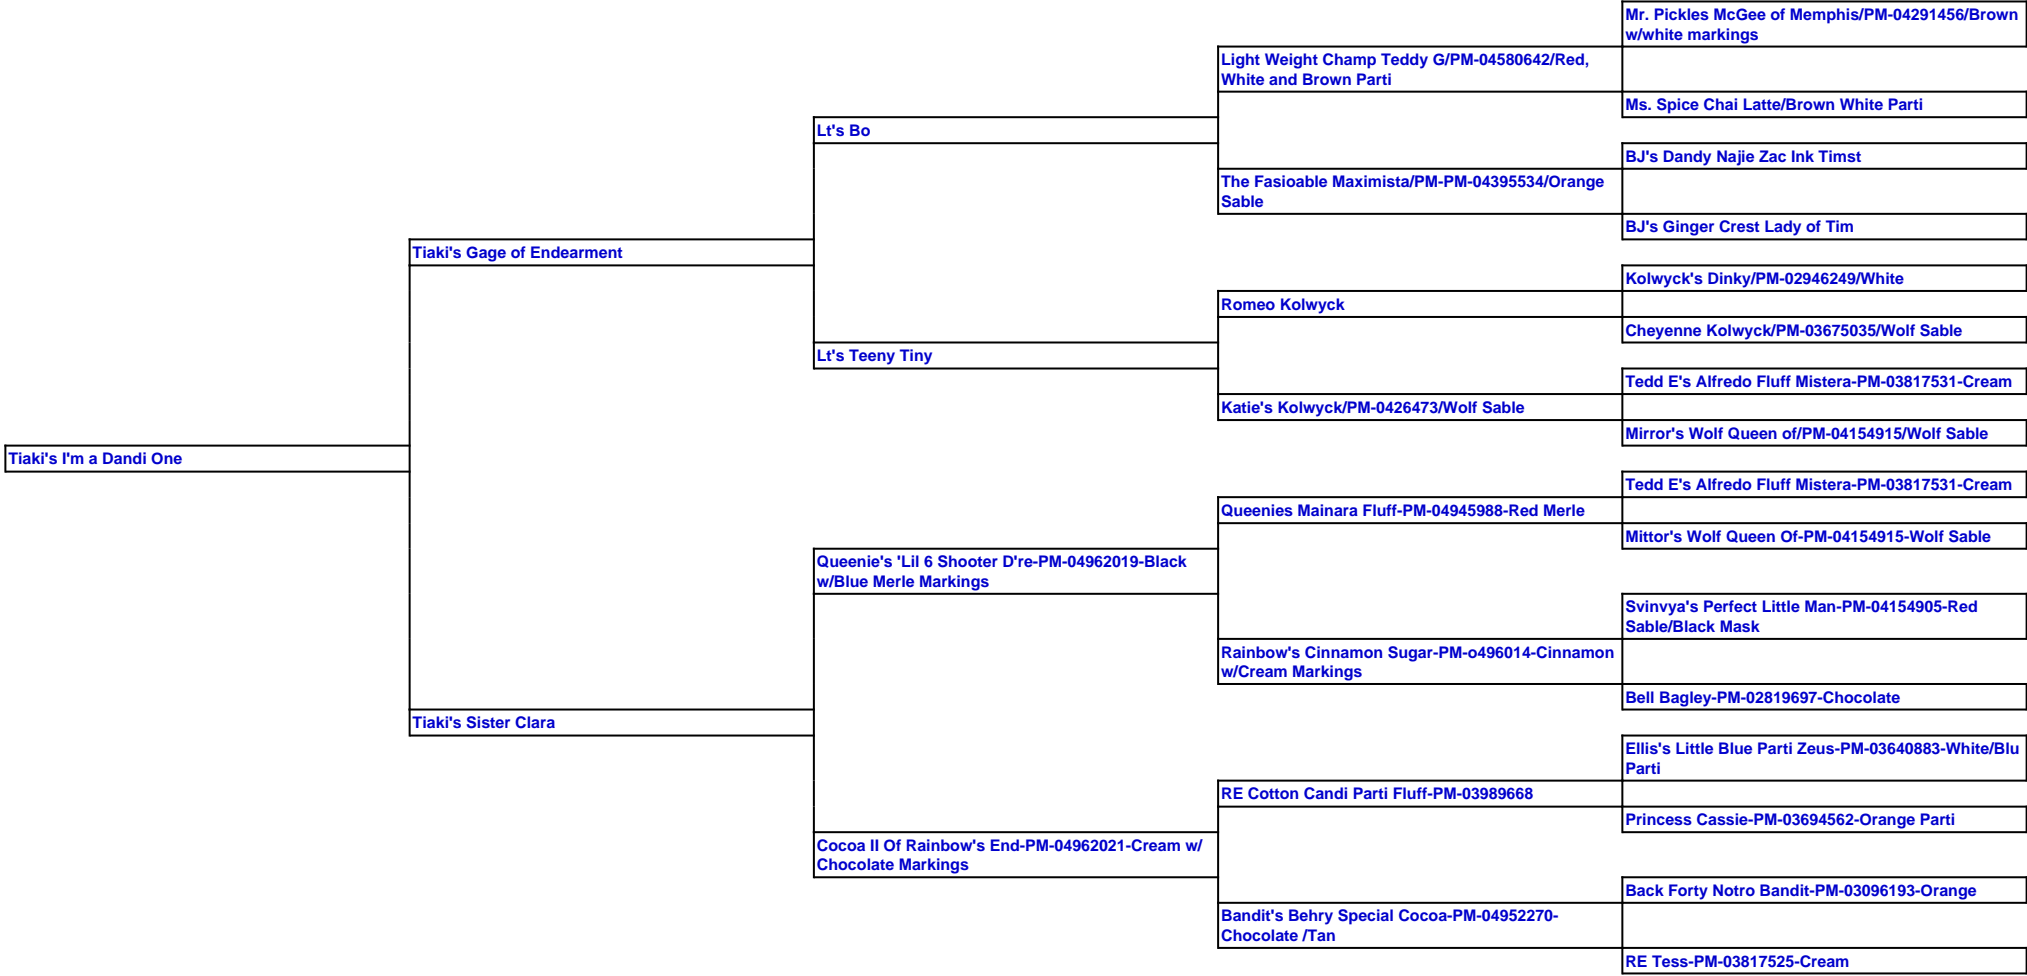 Mr. Pickles McGee of Memphis/PM-04291456/Brown
w/white markings
Light Weight Champ Teddy G/PM-04580642/Red,
White and Brown Parti
Ms. Spice Chai Latte/Brown White Parti
Lt's Bo
BJ's Dandy Najie Zac Ink Timst
The Fasioable Maximista/PM-PM-04395534/Orange
Sable
BJ's Ginger Crest Lady of Tim
Tiaki's Gage of Endearment
Kolwyck's Dinky/PM-02946249/White
Romeo Kolwyck
Cheyenne Kolwyck/PM-03675035/Wolf Sable
Lt's Teeny Tiny
Tedd E's Alfredo Fluff Mistera-PM-03817531-Cream
Katie's Kolwyck/PM-0426473/Wolf Sable
Mirror's Wolf Queen of/PM-04154915/Wolf Sable
Tiaki's I'm a Dandi One
Tedd E's Alfredo Fluff Mistera-PM-03817531-Cream
Queenies Mainara Fluff-PM-04945988-Red Merle
Mittor's Wolf Queen Of-PM-04154915-Wolf Sable
Queenie's 'Lil 6 Shooter D're-PM-04962019-Black
w/Blue Merle Markings
Svinvya's Perfect Little Man-PM-04154905-Red
Sable/Black Mask
Rainbow's Cinnamon Sugar-PM-o496014-Cinnamon
w/Cream Markings
Bell Bagley-PM-02819697-Chocolate
Tiaki's Sister Clara
Ellis's Little Blue Parti Zeus-PM-03640883-White/Blu
Parti
RE Cotton Candi Parti Fluff-PM-03989668
Princess Cassie-PM-03694562-Orange Parti
Cocoa II Of Rainbow's End-PM-04962021-Cream w/
Chocolate Markings
Back Forty Notro Bandit-PM-03096193-Orange
Bandit's Behry Special Cocoa-PM-04952270-
Chocolate /Tan
RE Tess-PM-03817525-Cream